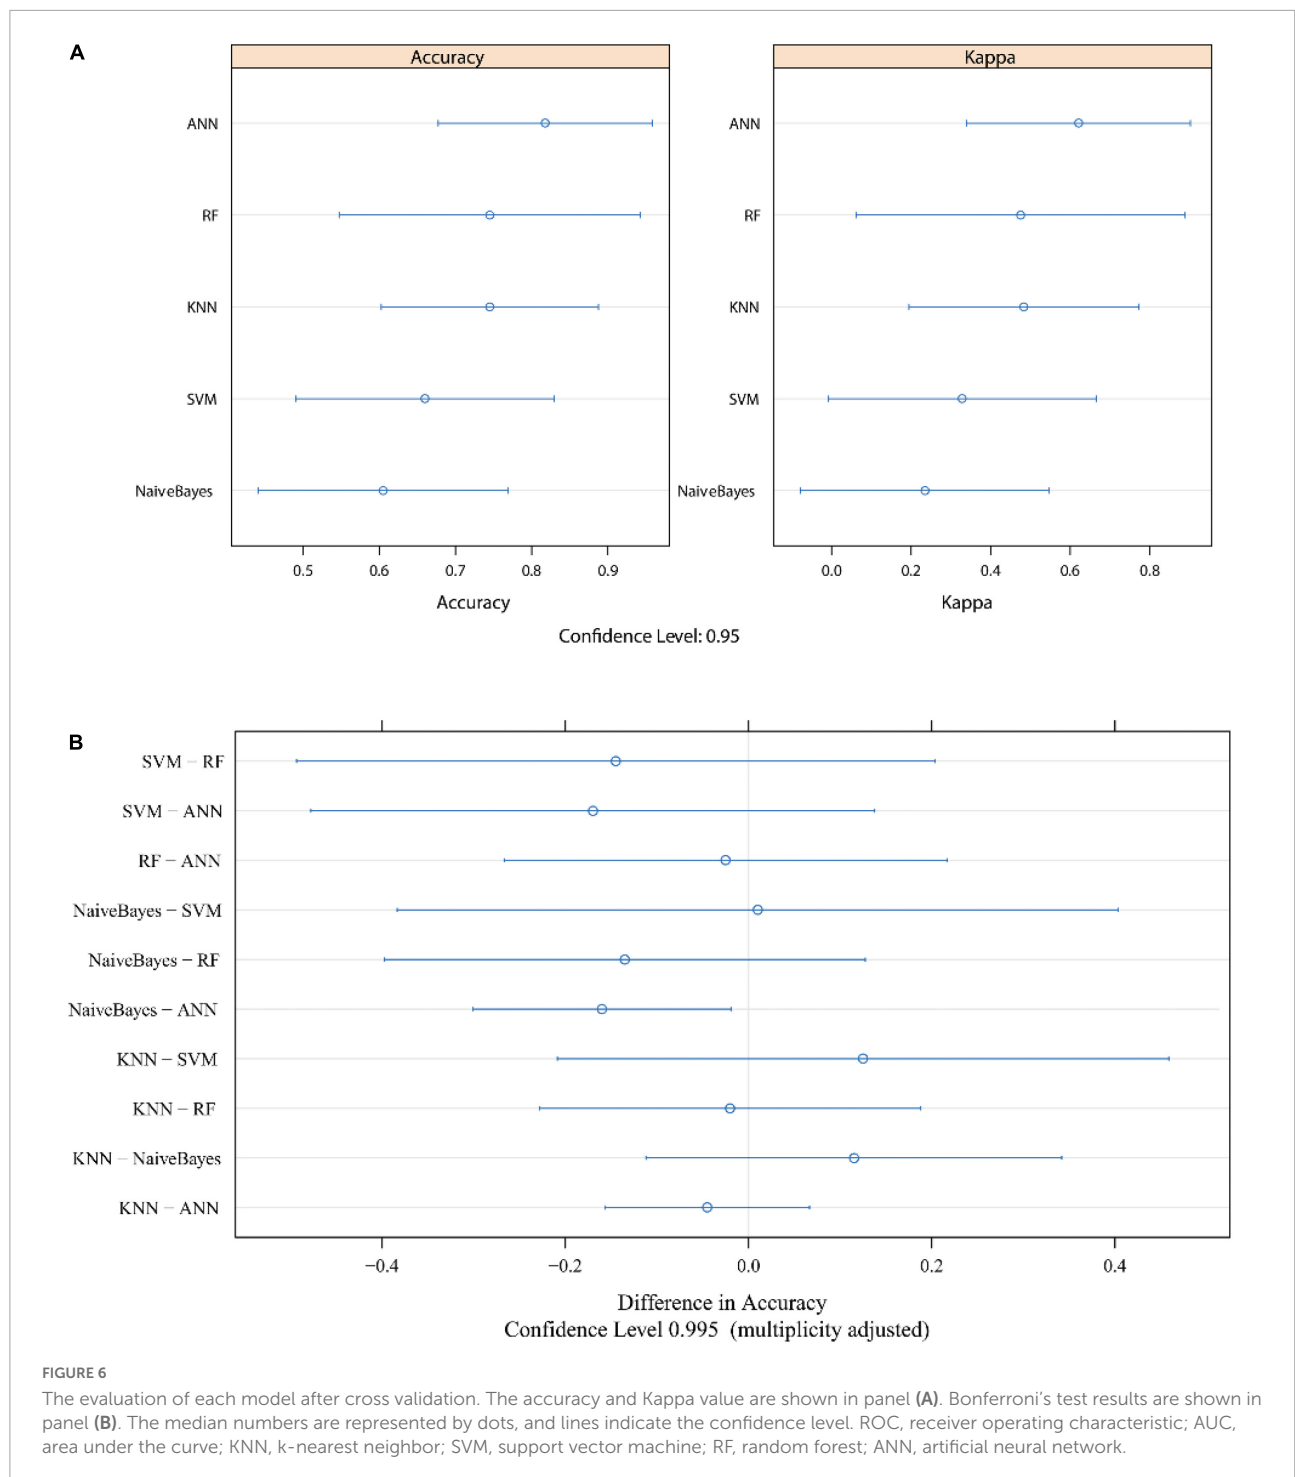 A
Accuracy
Kappa
ANN
RF
KNN
SVM
NaiveBayes
0.5 0.6 0.7 0.8 0.9
Accuracy
ANN
RF
KNN
SVM
NaiveBayes
0.0 0.2 0.4 0.6 0.8
Kappa
Confidence Level: 0.95
B
SVM − RF
SVM − ANN
RF − ANN
NaiveBayes − SVM
NaiveBayes − RF
NaiveBayes − ANN
KNN − SVM
KNN − RF
KNN − NaiveBayes
KNN − ANN
−0.4 −0.2 0.0 0.2 0.4
Difference in Accuracy
Confidence Level 0.995 (multiplicity adjusted)
FIGURE 6
The evaluation of each model after cross validation. The accuracy and Kappa value are shown in panel (A). Bonferroni’s test results are shown in
panel (B). The median numbers are represented by dots, and lines indicate the confidence level. ROC, receiver operating characteristic; AUC,
area under the curve; KNN, k-nearest neighbor; SVM, support vector machine; RF, random forest; ANN, artificial neural network.